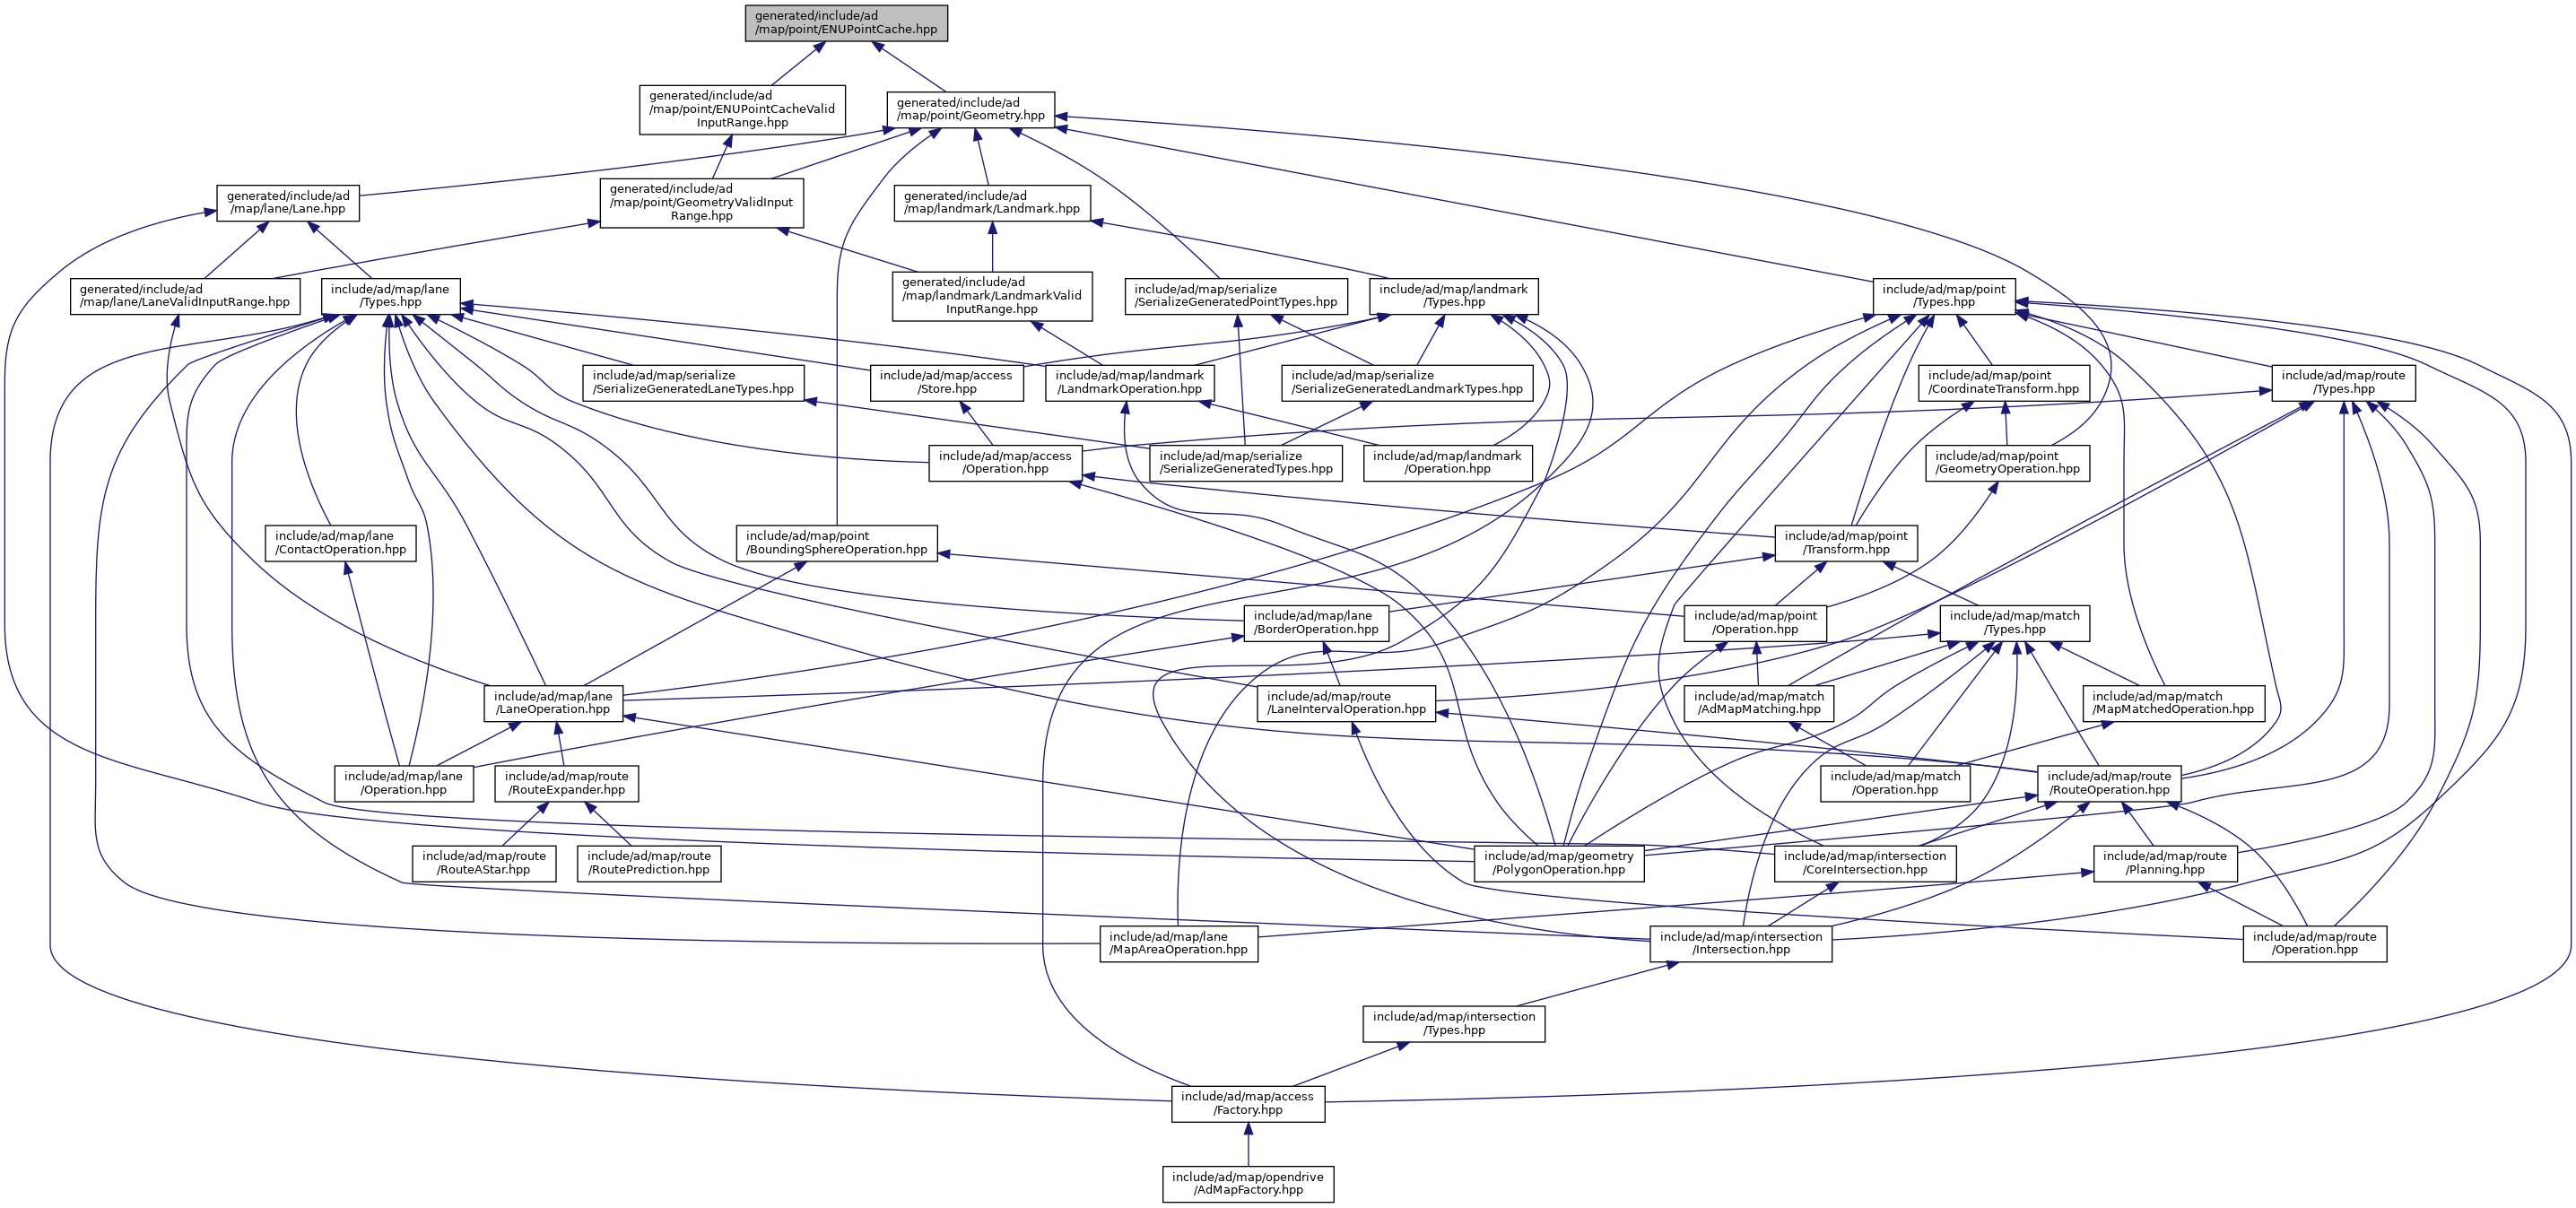 generated/include/ad
/map/point/ENUPointCache.hpp
generated/include/ad
/map/point/ENUPointCacheValid
InputRange.hpp
generated/include/ad
/map/point/Geometry.hpp
generated/include/ad
/map/lane/Lane.hpp
generated/include/ad
/map/point/GeometryValidInput
Range.hpp
generated/include/ad
/map/landmark/Landmark.hpp
generated/include/ad
/map/lane/LaneValidInputRange.hpp
include/ad/map/lane
/Types.hpp
generated/include/ad
/map/landmark/LandmarkValid
InputRange.hpp
include/ad/map/serialize
/SerializeGeneratedPointTypes.hpp
include/ad/map/landmark
/Types.hpp
include/ad/map/point
/Types.hpp
include/ad/map/serialize
/SerializeGeneratedLaneTypes.hpp
include/ad/map/access
/Store.hpp
include/ad/map/landmark
/LandmarkOperation.hpp
include/ad/map/serialize
/SerializeGeneratedLandmarkTypes.hpp
include/ad/map/point
/CoordinateTransform.hpp
include/ad/map/route
/Types.hpp
include/ad/map/access
/Operation.hpp
include/ad/map/serialize
/SerializeGeneratedTypes.hpp
include/ad/map/landmark
/Operation.hpp
include/ad/map/point
/GeometryOperation.hpp
include/ad/map/lane
/ContactOperation.hpp
include/ad/map/point
/BoundingSphereOperation.hpp
include/ad/map/point
/Transform.hpp
include/ad/map/lane
/BorderOperation.hpp
include/ad/map/point
/Operation.hpp
include/ad/map/match
/Types.hpp
include/ad/map/lane
/LaneOperation.hpp
include/ad/map/route
/LaneIntervalOperation.hpp
include/ad/map/match
/AdMapMatching.hpp
include/ad/map/match
/MapMatchedOperation.hpp
include/ad/map/lane
/Operation.hpp
include/ad/map/route
/RouteExpander.hpp
include/ad/map/match
/Operation.hpp
include/ad/map/route
/RouteOperation.hpp
include/ad/map/route
/RouteAStar.hpp
include/ad/map/route
/RoutePrediction.hpp
include/ad/map/geometry
/PolygonOperation.hpp
include/ad/map/intersection
/CoreIntersection.hpp
include/ad/map/route
/Planning.hpp
include/ad/map/lane
/MapAreaOperation.hpp
include/ad/map/intersection
/Intersection.hpp
include/ad/map/route
/Operation.hpp
include/ad/map/intersection
/Types.hpp
include/ad/map/access
/Factory.hpp
include/ad/map/opendrive
/AdMapFactory.hpp